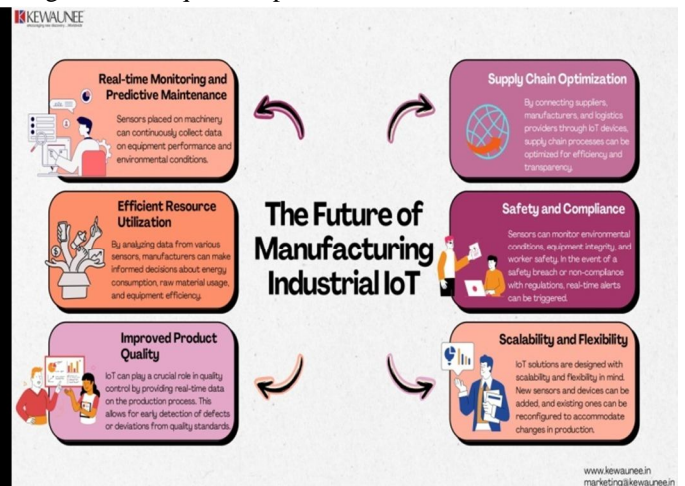 KEWAUNEE
Real-time Monitoring and
Predictive Maintenance
Sensors placed on machinery
can continuously collect data
on equipment performance and
environmental conditions.
Efficient Resource
Utilization
By analyzing data from various
sensors, manufacturers can make
informed decisions about energy
consumption, raw material usage,
and equipment efficiency.
Improved Product
Quality
IoT can play a crucial role in quality
control by providing real-time data
on the production process. This
allows for early detection of defects
or deviations from quality standards.
The Future of
Manufacturing
Industrial IoT
Supply Chain Optimization
By connecting suppliers,
manufacturers, and logistics
providers through IoT devices,
supply chain processes can be
optimized for efficiency and
transparency.
Safety and Compliance
Sensors can monitor environmental
conditions, equipment integrity, and
worker safety. In the event of a
safety breach or non-compliance
with regulations, real-time alerts
can be triggered.
Scalability and Flexibility
IoT solutions are designed with
scalability and flexibility in mind.
New sensors and devices can be
added, and existing ones can be
reconfigured to accommodate
changes in production.
www.kewaunee.in
marketing@kewaunee.in